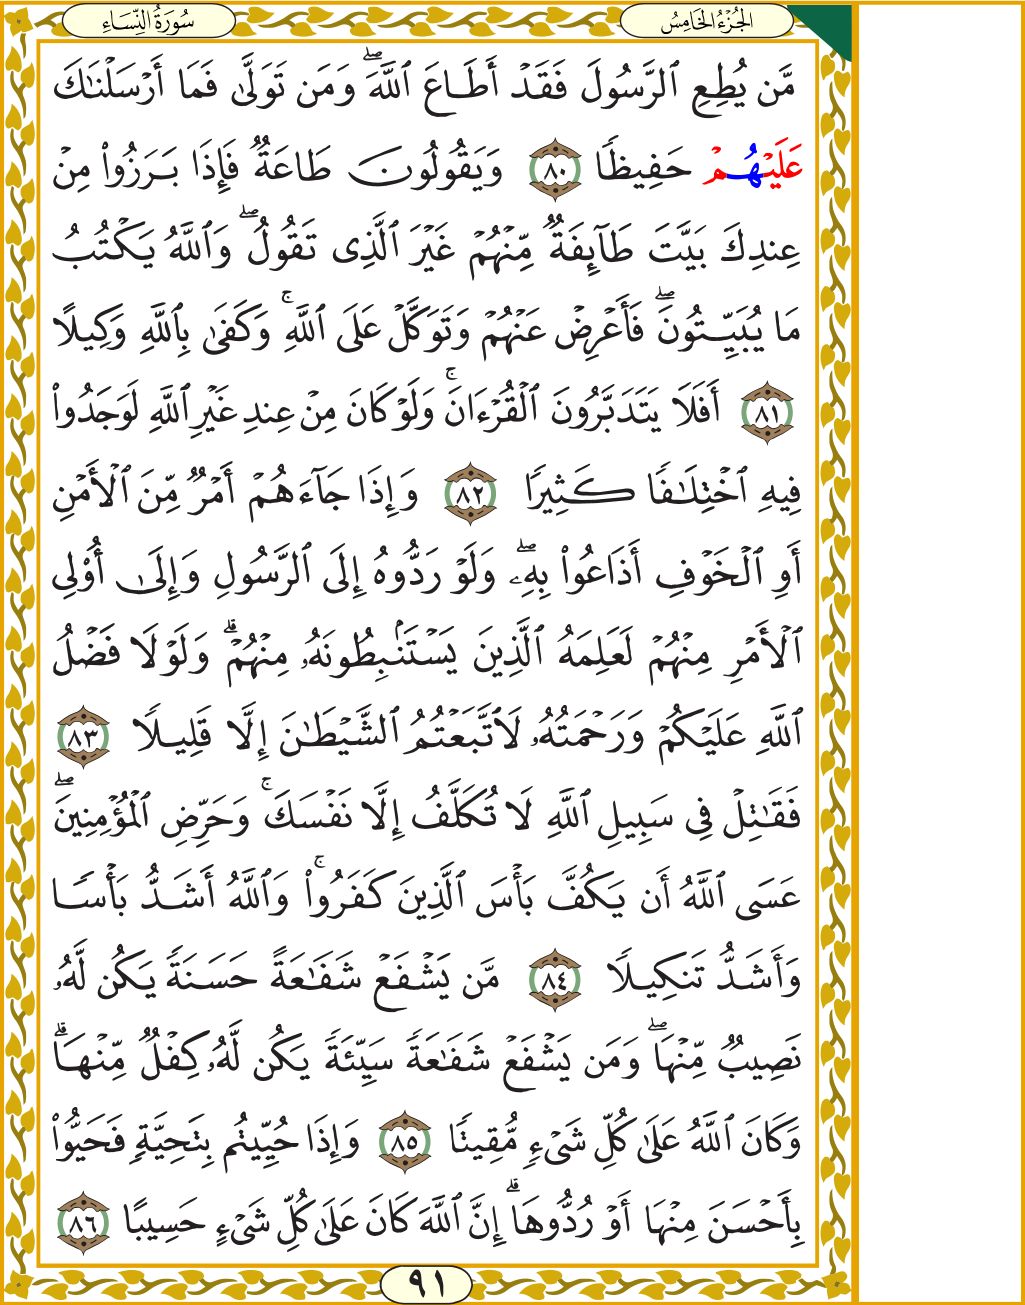 سُورَةُ النِّسَاءِ
الجُزْءُ الخَامِسُ
مَّن يُطِعِ ٱلرَّسُولَ فَقَدْ أَطَاعَ ٱللَّهَۖ وَمَن تَوَلَّىٰ فَمَآ أَرْسَلْنَٰكَ
عَلَيْهُمْ حَفِيظًا ٨٠ وَيَقُولُونَ طَاعَةٌ فَإِذَا بَرَزُوا۟ مِنْ
عِندِكَ بَيَّتَ طَآئِفَةٌ مِّنْهُمْ غَيْرَ ٱلَّذِى تَقُولُۖ وَٱللَّهُ يَكْتُبُ
مَا يُبَيِّتُونَۖ فَأَعْرِضْ عَنْهُمْ وَتَوَكَّلْ عَلَى ٱللَّهِۚ وَكَفَىٰ بِٱللَّهِ وَكِيلًا
٨١ أَفَلَا يَتَدَبَّرُونَ ٱلْقُرْءَانَۚ وَلَوْ كَانَ مِنْ عِندِ غَيْرِ ٱللَّهِ لَوَجَدُوا۟
فِيهِ ٱخْتِلَٰفًا كَثِيرًا ٨٢ وَإِذَا جَآءَهُمْ أَمْرٌ مِّنَ ٱلْأَمْنِ
أَوِ ٱلْخَوْفِ أَذَاعُوا۟ بِهِۦۖ وَلَوْ رَدُّوهُ إِلَى ٱلرَّسُولِ وَإِلَىٰٓ أُو۟لِى
ٱلْأَمْرِ مِنْهُمْ لَعَلِمَهُ ٱلَّذِينَ يَسْتَنۢبِطُونَهُۥ مِنْهُمْۗ وَلَوْلَا فَضْلُ
ٱللَّهِ عَلَيْكُمْ وَرَحْمَتُهُۥ لَٱتَّبَعْتُمُ ٱلشَّيْطَٰنَ إِلَّا قَلِيلًا ٨٣
فَقَٰتِلْ فِى سَبِيلِ ٱللَّهِ لَا تُكَلَّفُ إِلَّا نَفْسَكَۚ وَحَرِّضِ ٱلْمُؤْمِنِينَۖ
عَسَى ٱللَّهُ أَن يَكُفَّ بَأْسَ ٱلَّذِينَ كَفَرُوا۟ۚ وَٱللَّهُ أَشَدُّ بَأْسًا
وَأَشَدُّ تَنكِيلًا ٨٤ مَّن يَشْفَعْ شَفَٰعَةً حَسَنَةً يَكُن لَّهُۥ
نَصِيبٌ مِّنْهَاۖ وَمَن يَشْفَعْ شَفَٰعَةً سَيِّئَةً يَكُن لَّهُۥ كِفْلٌ مِّنْهَاۗ
وَكَانَ ٱللَّهُ عَلَىٰ كُلِّ شَىْءٍ مُّقِيتًا ٨٥ وَإِذَا حُيِّيتُم بِتَحِيَّةٍ فَحَيُّوا۟
بِأَحْسَنَ مِنْهَآ أَوْ رُدُّوهَآۗ إِنَّ ٱللَّهَ كَانَ عَلَىٰ كُلِّ شَىْءٍ حَسِيبًا ٨٦
٩١